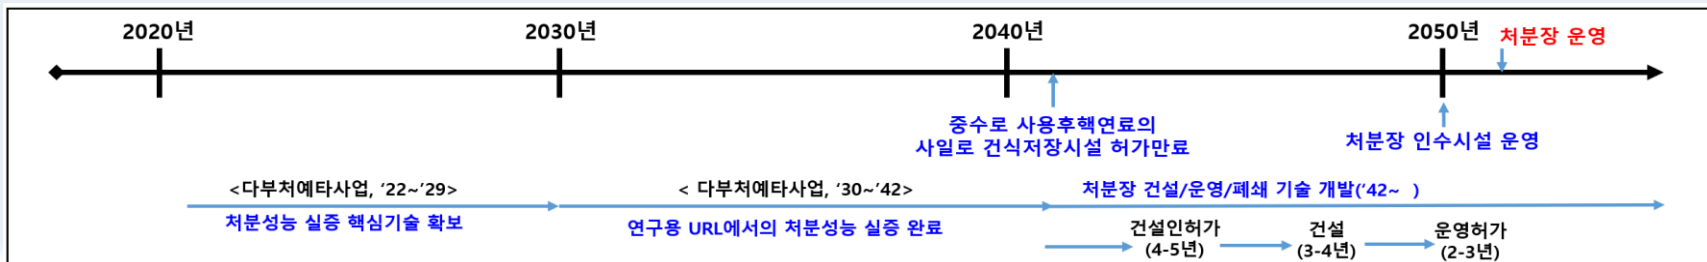 2020년
2030년
2040년
2050년
처분장 운영
중수로 사용후핵연료의
사일로 건식저장시설 허가만료
처분장 인수시설 운영
<다부처예타사업, ‘22~’29>
< 다부처예타사업, ‘30~’42>
처분장 건설/운영/폐쇄 기술 개발(‘42~  )
처분성능 실증 핵심기술 확보
연구용 URL에서의 처분성능 실증 완료
건설인허가
(4-5년)
건설
(3-4년)
운영허가
(2-3년)